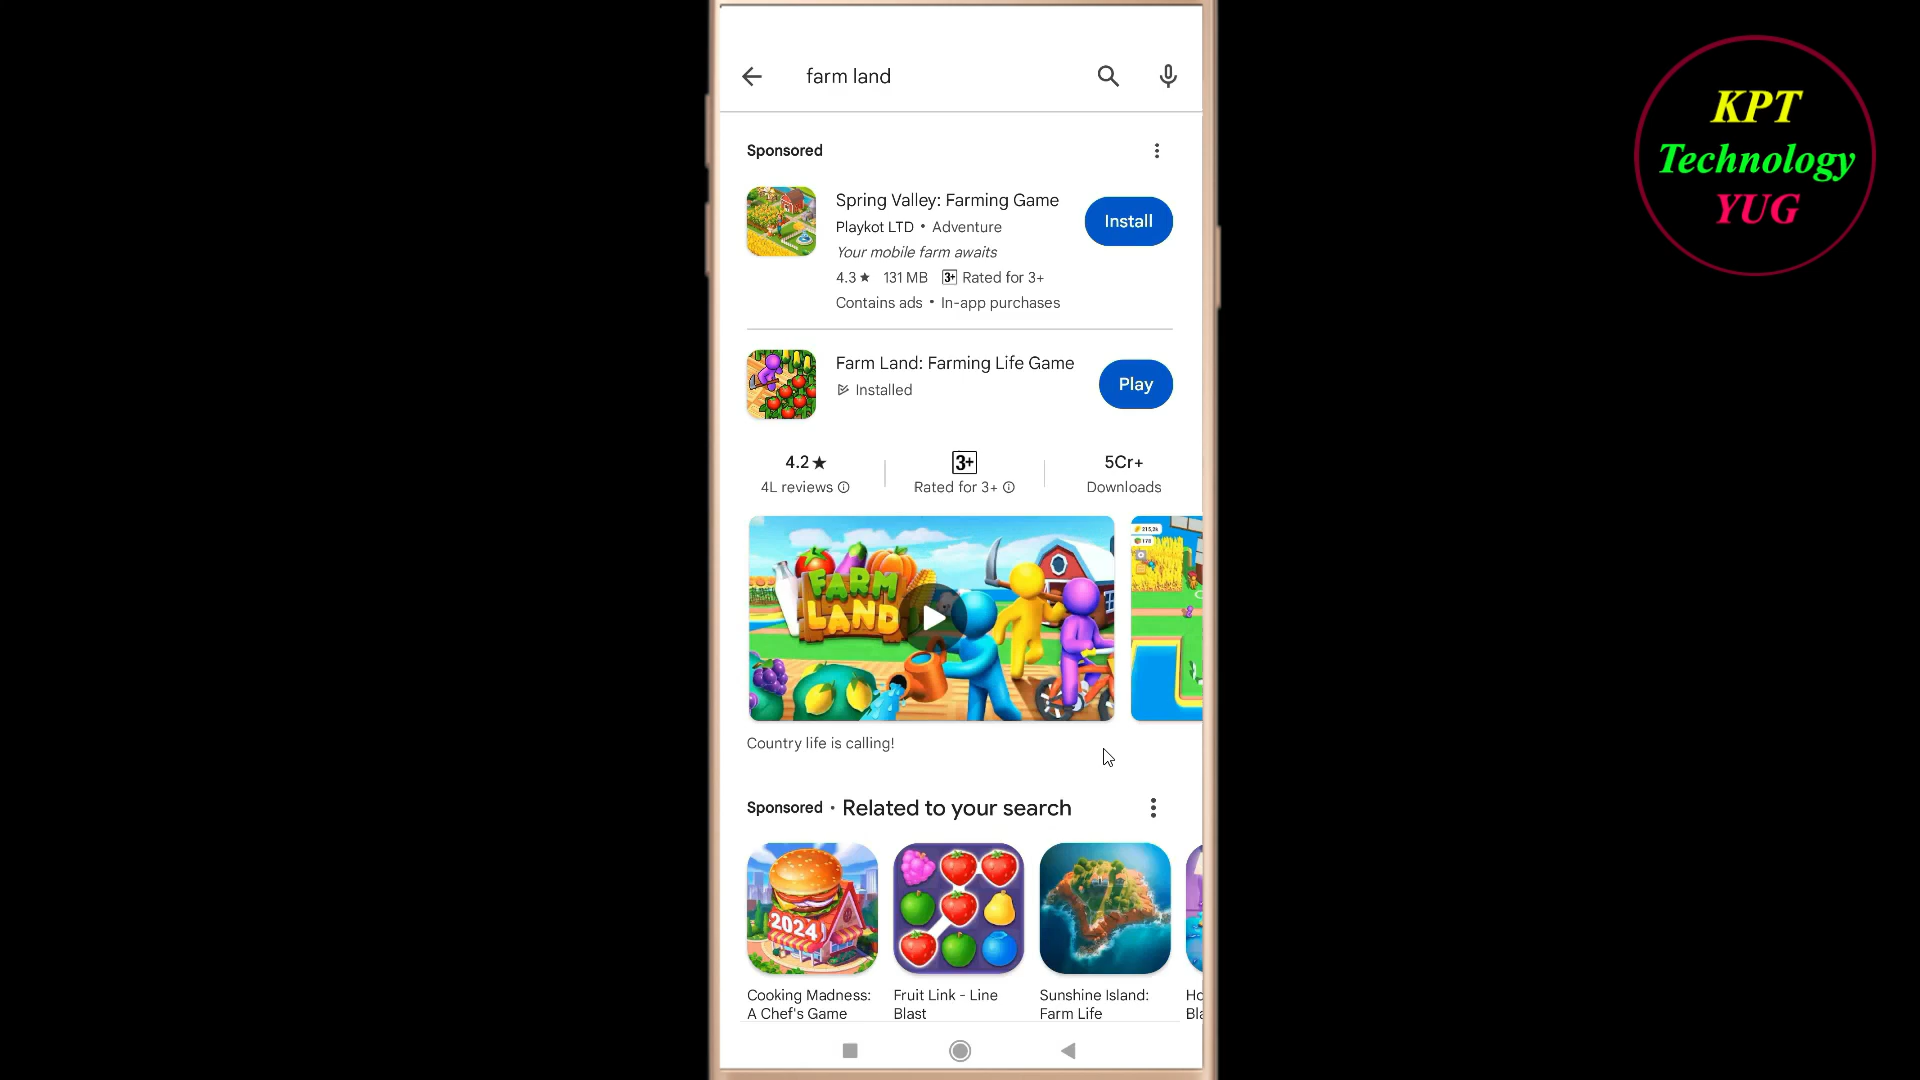 farm land
KPT
Technology
YUG
Sponsored
Spring Valley: Farming Game
Playkot LTD • Adventure
Your mobile farm awaits
4.3★ 131 MB 3+ Rated for 3+
Contains ads • In-app purchases
Install
Farm Land: Farming Life Game
Installed
Play
4.2★
4L reviews
3+
Rated for 3+
5Cr+
Downloads
FARM
LAND
Country life is calling!
Sponsored · Related to your search
2024
Cooking Madness:
A Chef's Game
Fruit Link - Line
Blast
Sunshine Island:
Farm Life